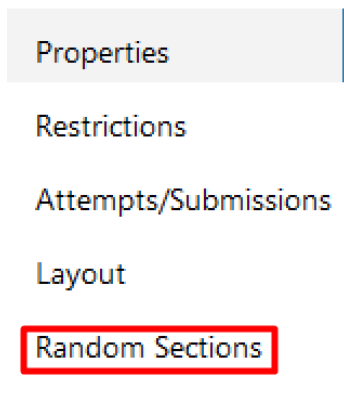 Properties
Restrictions
Attempts/Submissions
Layout
Random Sections